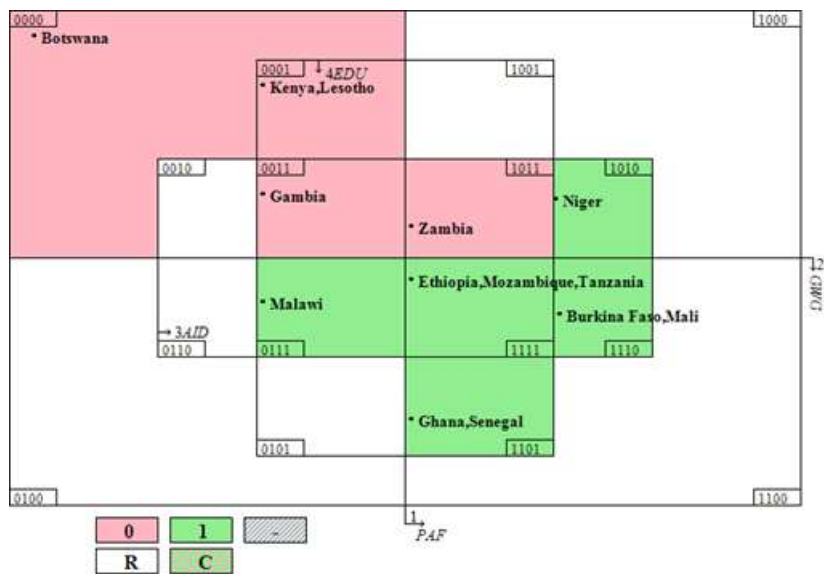 0000
1000
Botswana
0001
4EDU
1001
Kenya,Lesotho
0010
0011
1011
1010
Gambia
Niger
Zambia
2
GWG
Ethiopia,Mozambique,Tanzania
Malawi
Burkina Faso,Mali
3AID
0110
0111
1111
1110
Ghana,Senegal
0101
1101
0100
1100
1
PAF
0
1
-
R
C